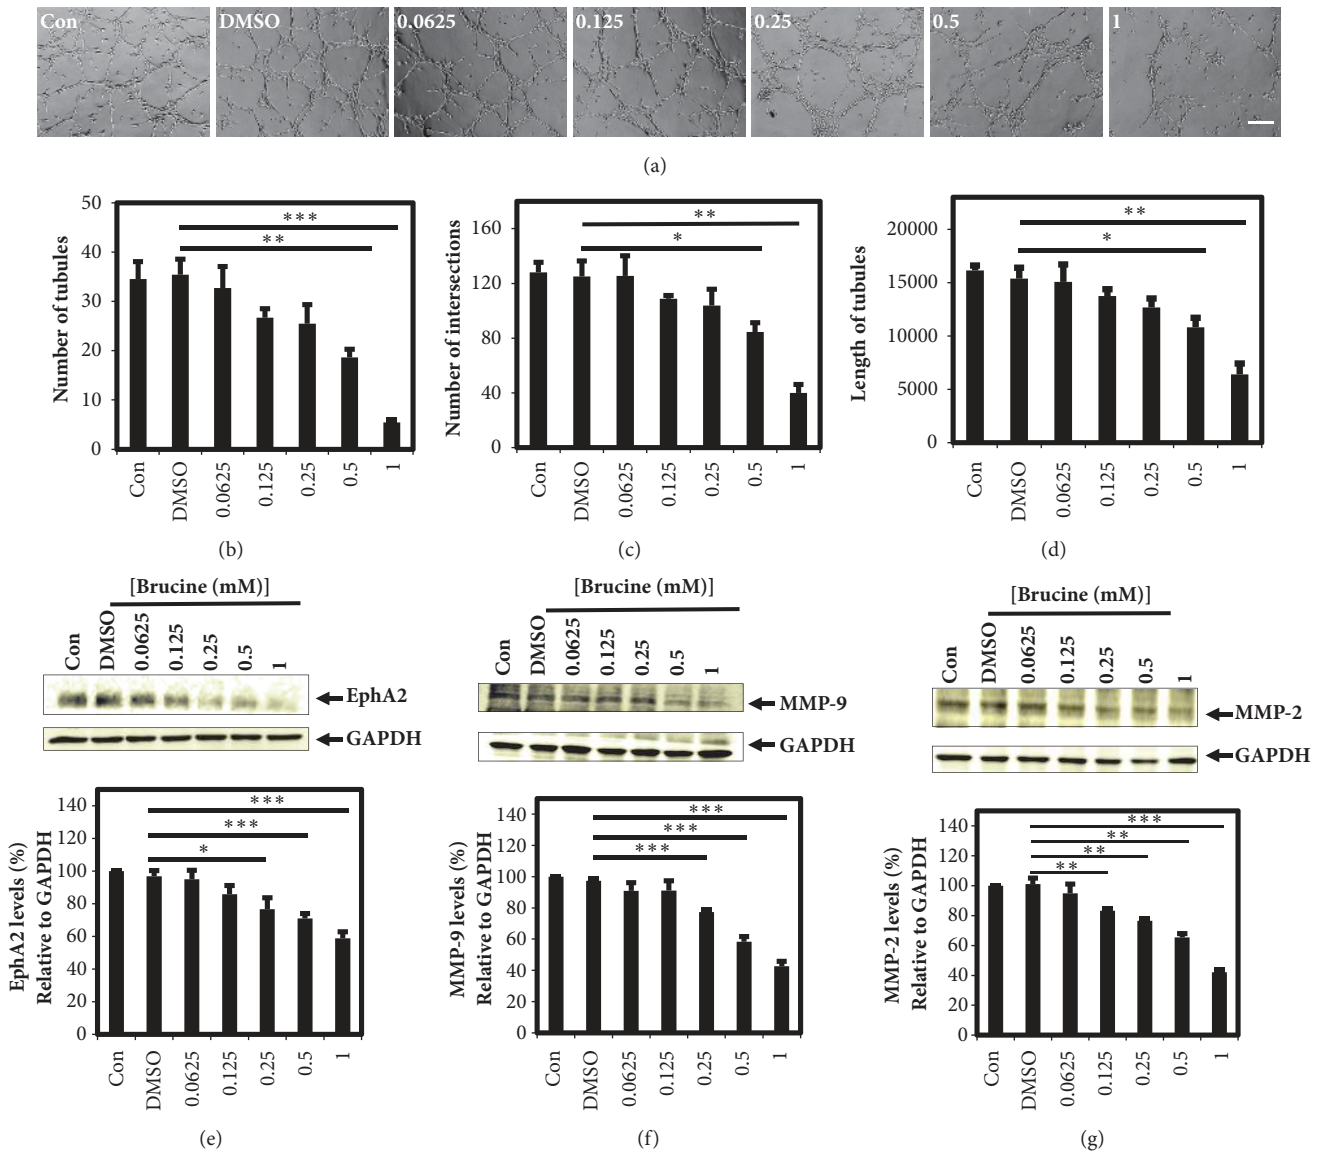 Con DMSO 0.0625 0.125 0.25 0.5 1
(a)
Number of tubules
50
40
30
20
10
0
***
**
Con DMSO 0.0625 0.125 0.25 0.5 1
(b)
Number of intersections
160
120
80
40
0
**
*
Con DMSO 0.0625 0.125 0.25 0.5 1
(c)
Length of tubules
20000
15000
10000
5000
0
**
*
Con DMSO 0.0625 0.125 0.25 0.5 1
(d)
[Brucine (mM)]
Con DMSO 0.0625 0.125 0.25 0.5 1
EphA2
GAPDH
EphA2 levels (%)
Relative to GAPDH
140
120
100
80
60
40
20
0
***
***
*
Con DMSO 0.0625 0.125 0.25 0.5 1
(e)
[Brucine (mM)]
Con DMSO 0.0625 0.125 0.25 0.5 1
MMP-9
GAPDH
MMP-9 levels (%)
Relative to GAPDH
140
120
100
80
60
40
20
0
***
***
***
Con DMSO 0.0625 0.125 0.25 0.5 1
(f)
[Brucine (mM)]
Con DMSO 0.0625 0.125 0.25 0.5 1
MMP-2
GAPDH
MMP-2 levels (%)
Relative to GAPDH
140
120
100
80
60
40
20
0
***
**
**
**
Con DMSO 0.0625 0.125 0.25 0.5 1
(g)